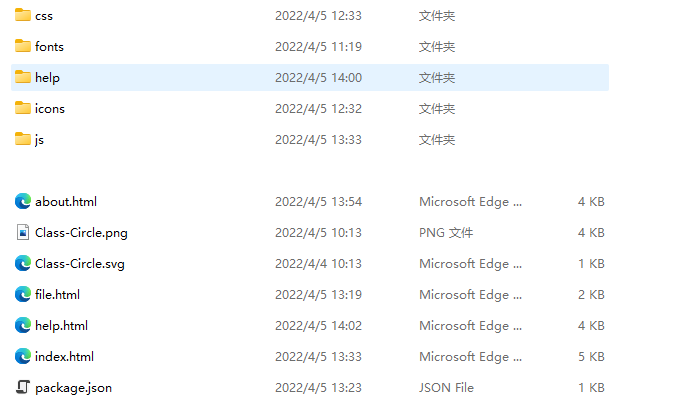 css 2022/4/5 12:33 文件夹
fonts 2022/4/5 11:19 文件夹
help 2022/4/5 14:00 文件夹
icons 2022/4/5 12:32 文件夹
js 2022/4/5 13:33 文件夹
about.html 2022/4/5 13:54 Microsoft Edge ... 4 KB
Class-Circle.png 2022/4/5 10:13 PNG 文件 4 KB
Class-Circle.svg 2022/4/4 10:13 Microsoft Edge ... 1 KB
file.html 2022/4/5 13:19 Microsoft Edge ... 2 KB
help.html 2022/4/5 14:02 Microsoft Edge ... 4 KB
index.html 2022/4/5 13:33 Microsoft Edge ... 5 KB
package.json 2022/4/5 13:23 JSON File 1 KB